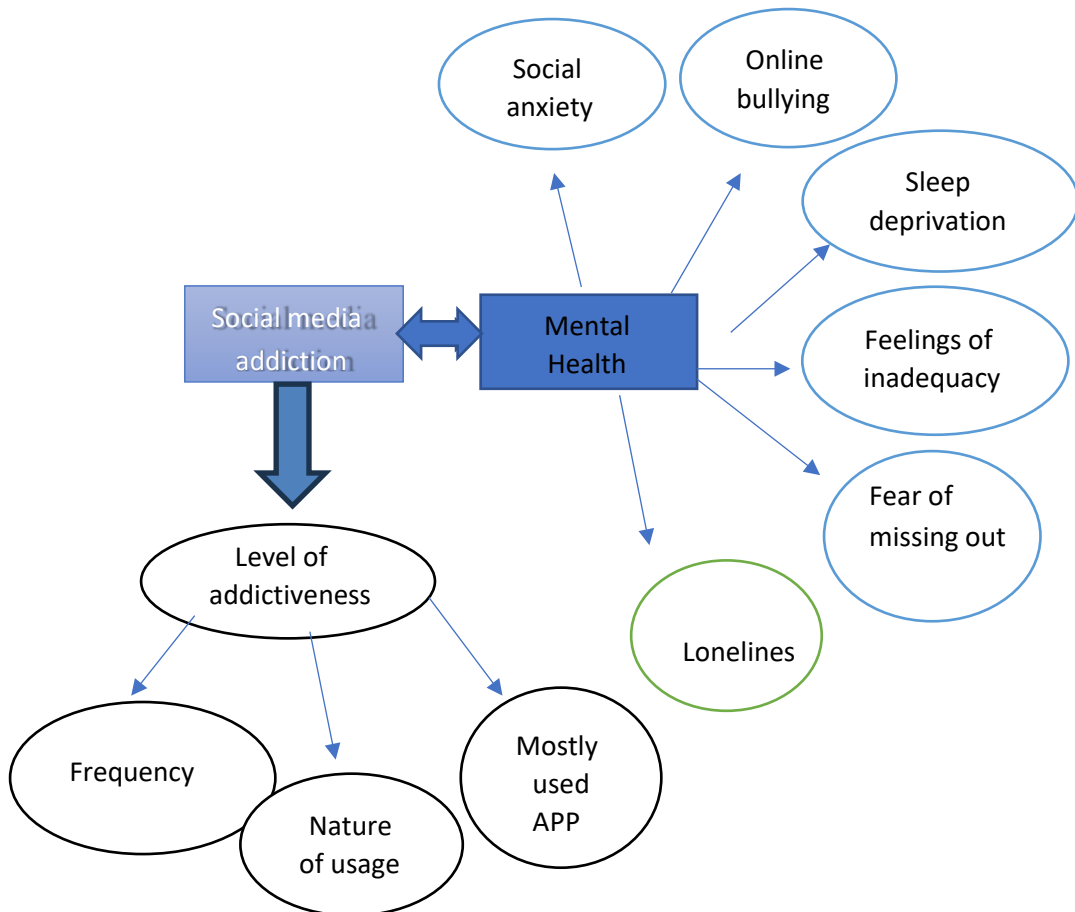 Social
anxiety
Online
bullying
Sleep
deprivation
Social media
addiction
Mental
Health
Feelings of
inadequacy
Fear of
missing out
Level of
addictiveness
Lonelines
Frequency
Nature
of usage
Mostly
used
APP